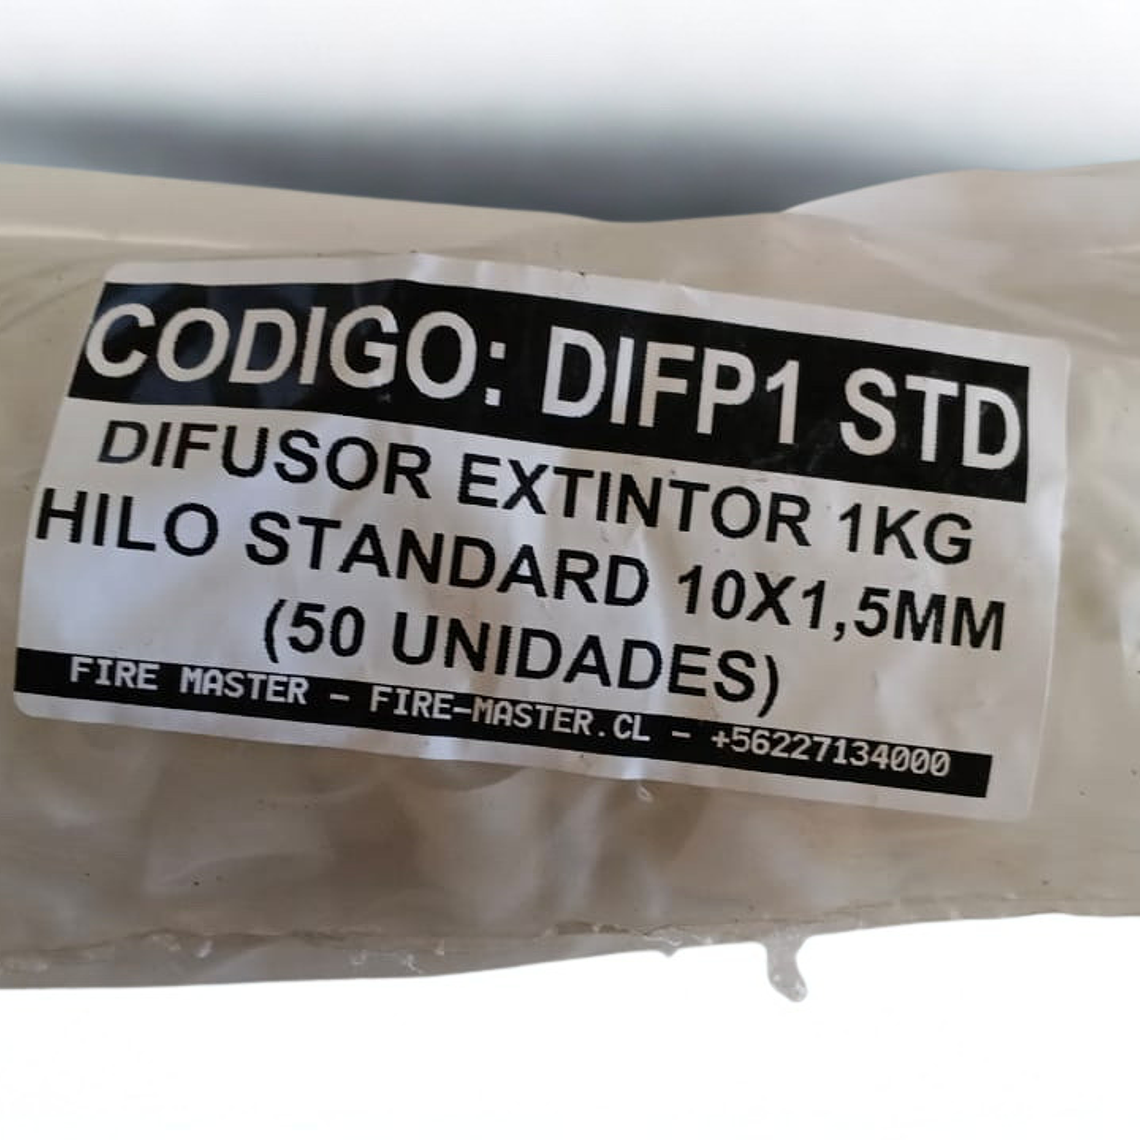 CODIGO: DIFP1 STD
DIFUSOR EXTINTOR 1KG
HILO STANDARD 10X1,5MM
(50 UNIDADES)
FIRE MASTER - FIRE-MASTER.CL - +56227134000